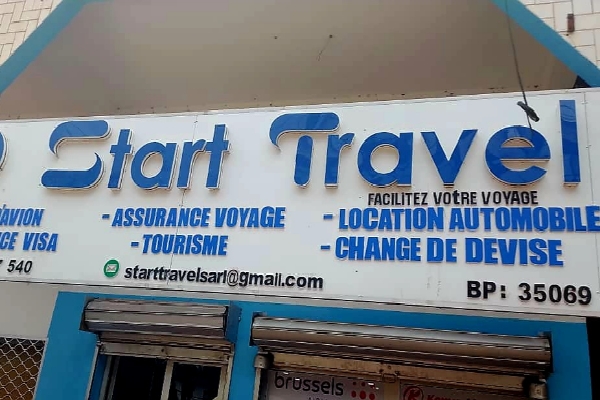 Start Travel
FACILITEZ VOTRE VOYAGE
AVION - ASSURANCE VOYAGE - LOCATION AUTOMOBILE
CE VISA - TOURISME - CHANGE DE DEVISE
540 starttravelsarl@gmail.com BP: 35069
brussels